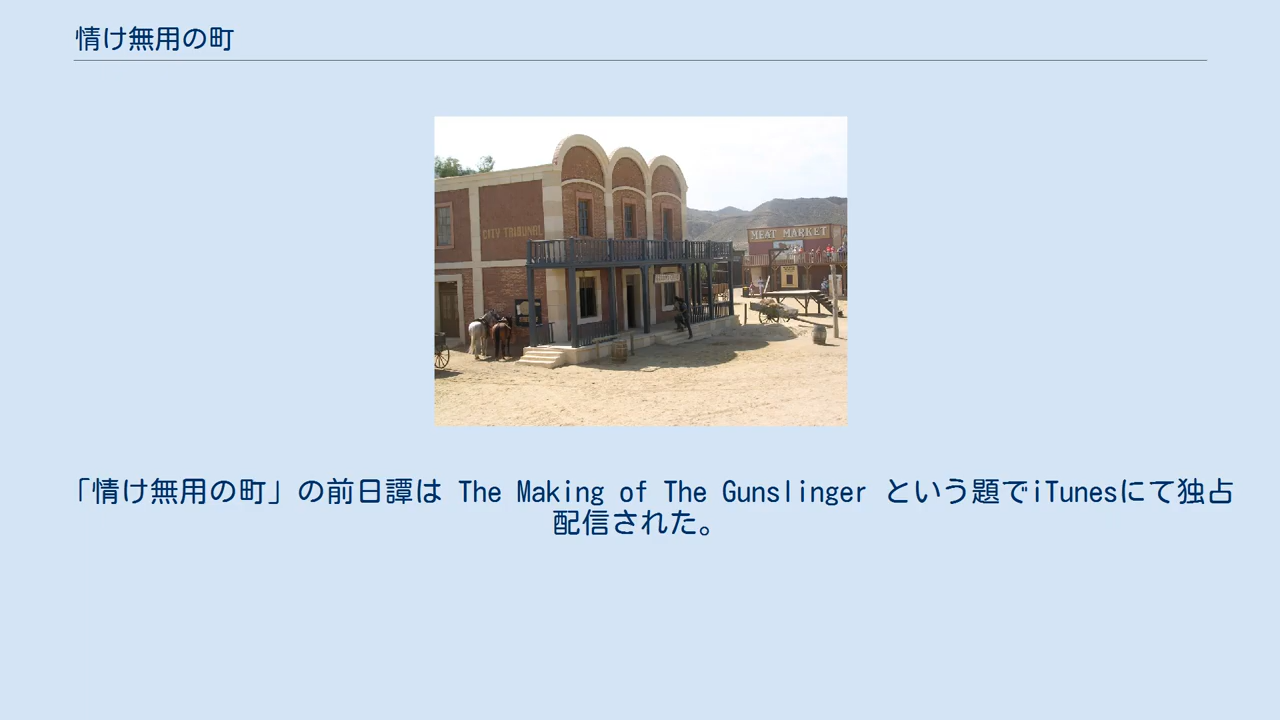 情け無用の町
CITY TRIBUNAL
MEAT MARKET
「情け無用の町」の前日譚は The Making of The Gunslinger という題でiTunesにて独占
配信された。